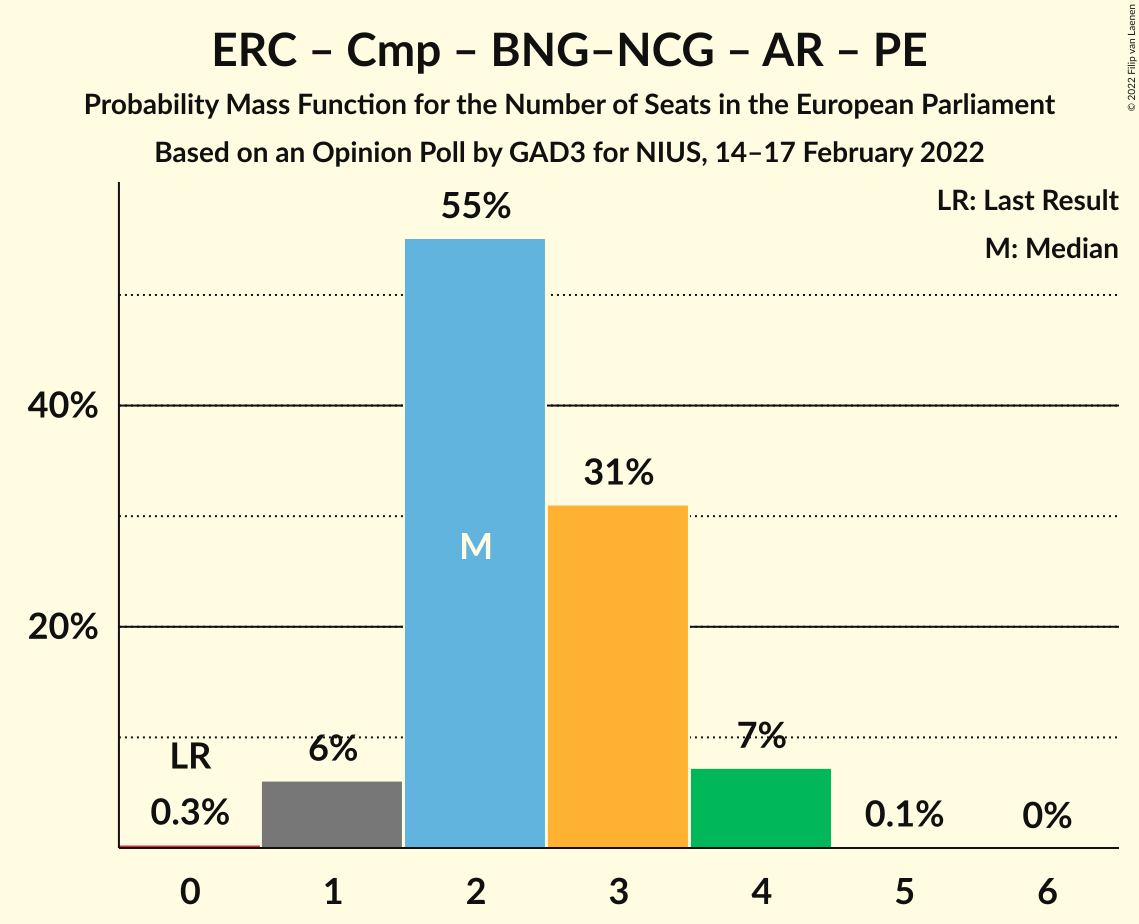 ERC – Cmp – BNG–NCG – AR – PE
Probability Mass Function for the Number of Seats in the European Parliament
Based on an Opinion Poll by GAD3 for NIUS, 14–17 February 2022
© 2022 Filip van Laenen
LR: Last Result
M: Median
55%
40%
31%
M
20%
7%
6%
LR
0.3%
0.1%
0%
0 1 2 3 4 5 6